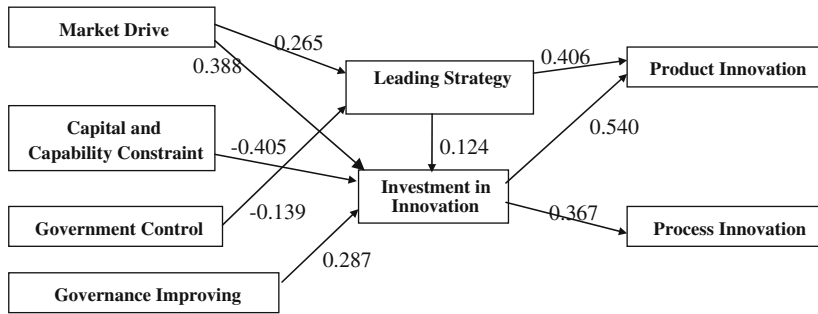 Market Drive
0.265
0.388
Leading Strategy
0.406
Product Innovation
Capital and
Capability Constraint
-0.405
0.124
0.540
Investment in
Innovation
Government Control
-0.139
0.367
Process Innovation
0.287
Governance Improving